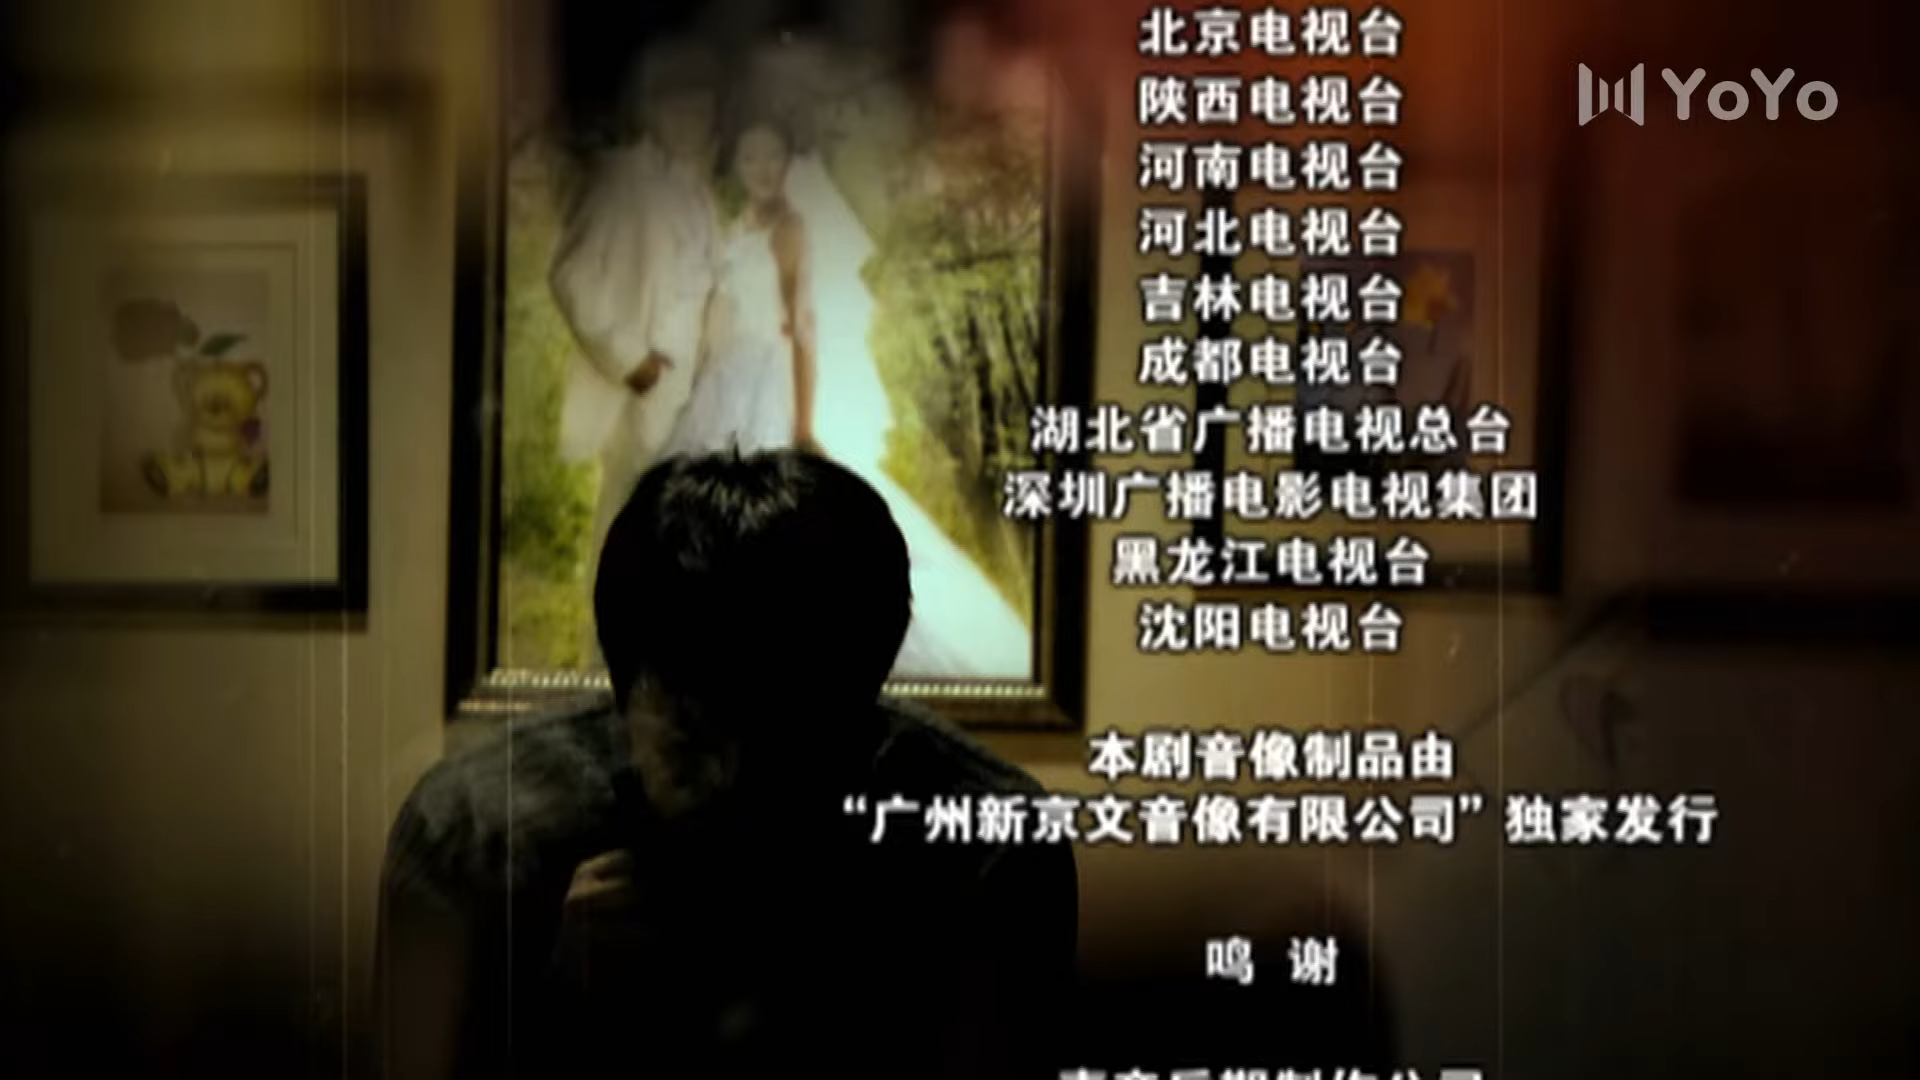 北京电视台
YoYo
陕西电视台
河南电视台
河北电视台
吉林电视台
成都电视台
湖北省广播电视总台
深圳广播电影电视集团
黑龙江电视台
沈阳电视台
本剧音像制品由
“广州新京文音像有限公司”独家发行
鸣 谢